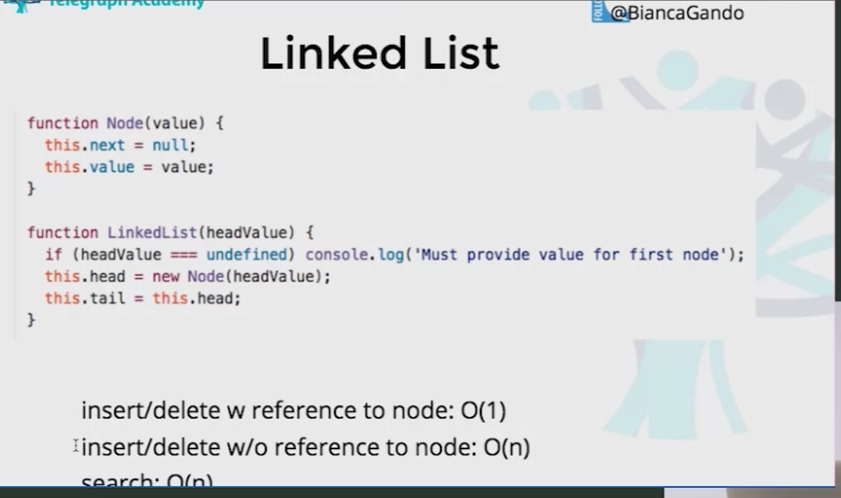 Telegraph Academy
FOLLOW @BiancaGando
Linked List
function Node(value) {
this.next = null;
this.value = value;
}
function LinkedList(headValue) {
if (headValue === undefined) console.log('Must provide value for first node');
this.head = new Node(headValue);
this.tail = this.head;
}
insert/delete w reference to node: O(1)
insert/delete w/o reference to node: O(n)
search: O(n)